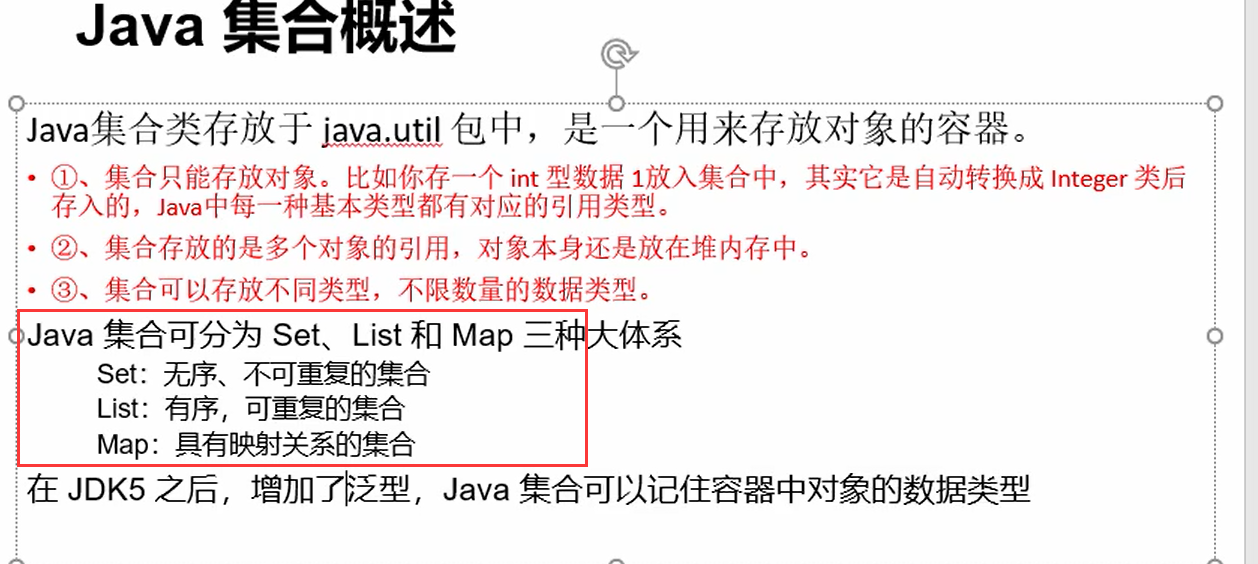 Java 集合概述
Java集合类存放于 java.util 包中，是一个用来存放对象的容器。
• ①、集合只能存放对象。比如你存一个 int 型数据 1放入集合中，其实它是自动转换成 Integer 类后
存入的，Java中每一种基本类型都有对应的引用类型。
• ②、集合存放的是多个对象的引用，对象本身还是放在堆内存中。
• ③、集合可以存放不同类型，不限数量的数据类型。
Java 集合可分为 Set、List 和 Map 三种大体系
Set：无序、不可重复的集合
List：有序，可重复的集合
Map：具有映射关系的集合
在 JDK5 之后，增加了泛型，Java 集合可以记住容器中对象的数据类型